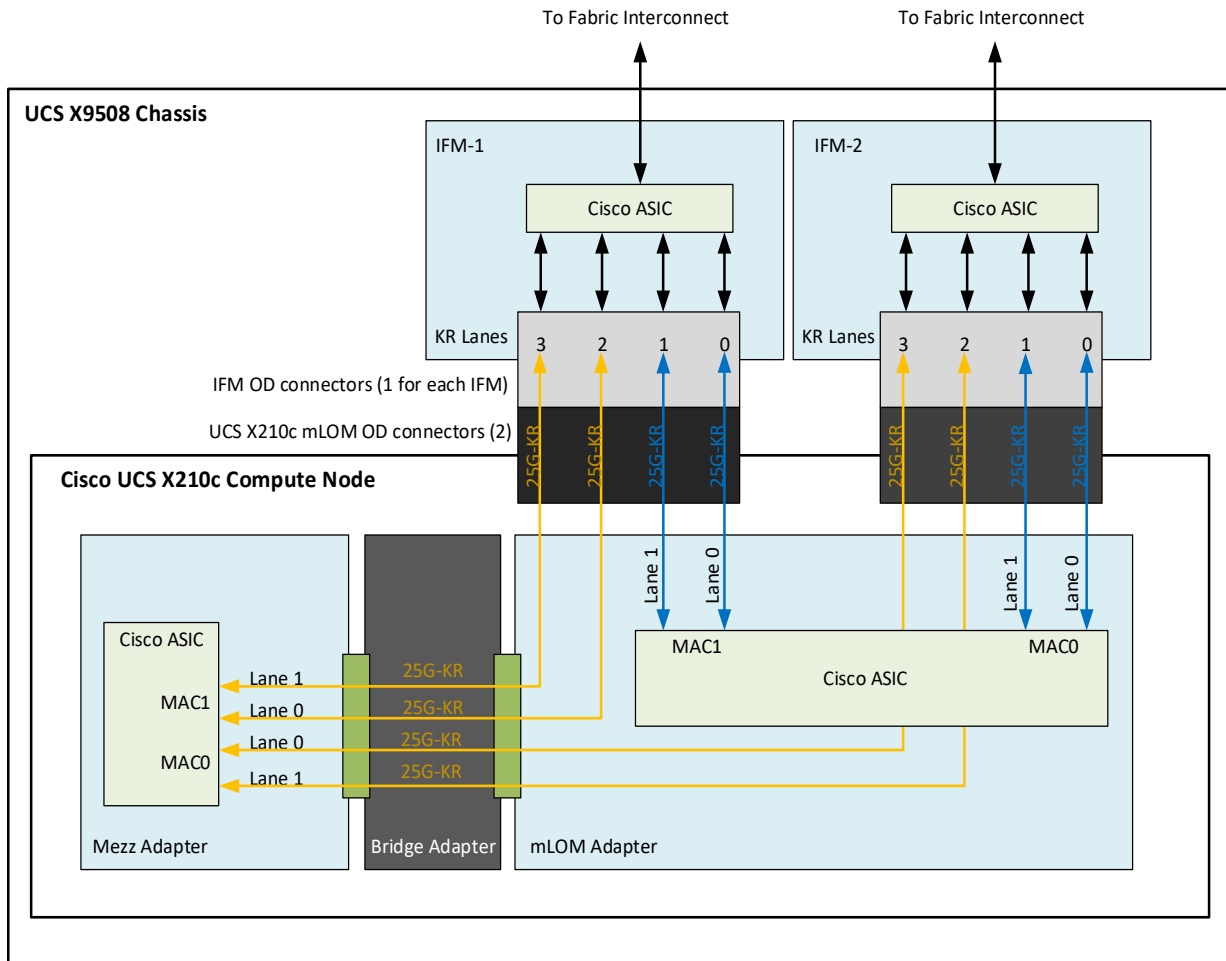 To Fabric Interconnect
To Fabric Interconnect
UCS X9508 Chassis
IFM-1
IFM-2
Cisco ASIC
Cisco ASIC
KR Lanes
3 2 1 0
KR Lanes
3 2 1 0
IFM OD connectors (1 for each IFM)
UCS X210c mLOM OD connectors (2)
25G-KR
25G-KR
25G-KR
25G-KR
25G-KR
25G-KR
25G-KR
25G-KR
Cisco UCS X210c Compute Node
Lane 1
Lane 0
Lane 1
Lane 0
Cisco ASIC
MAC1
MAC0
Cisco ASIC
MAC1
MAC0
Lane 1
Lane 0
Lane 0
Lane 1
25G-KR
25G-KR
25G-KR
25G-KR
Mezz Adapter
Bridge Adapter
mLOM Adapter